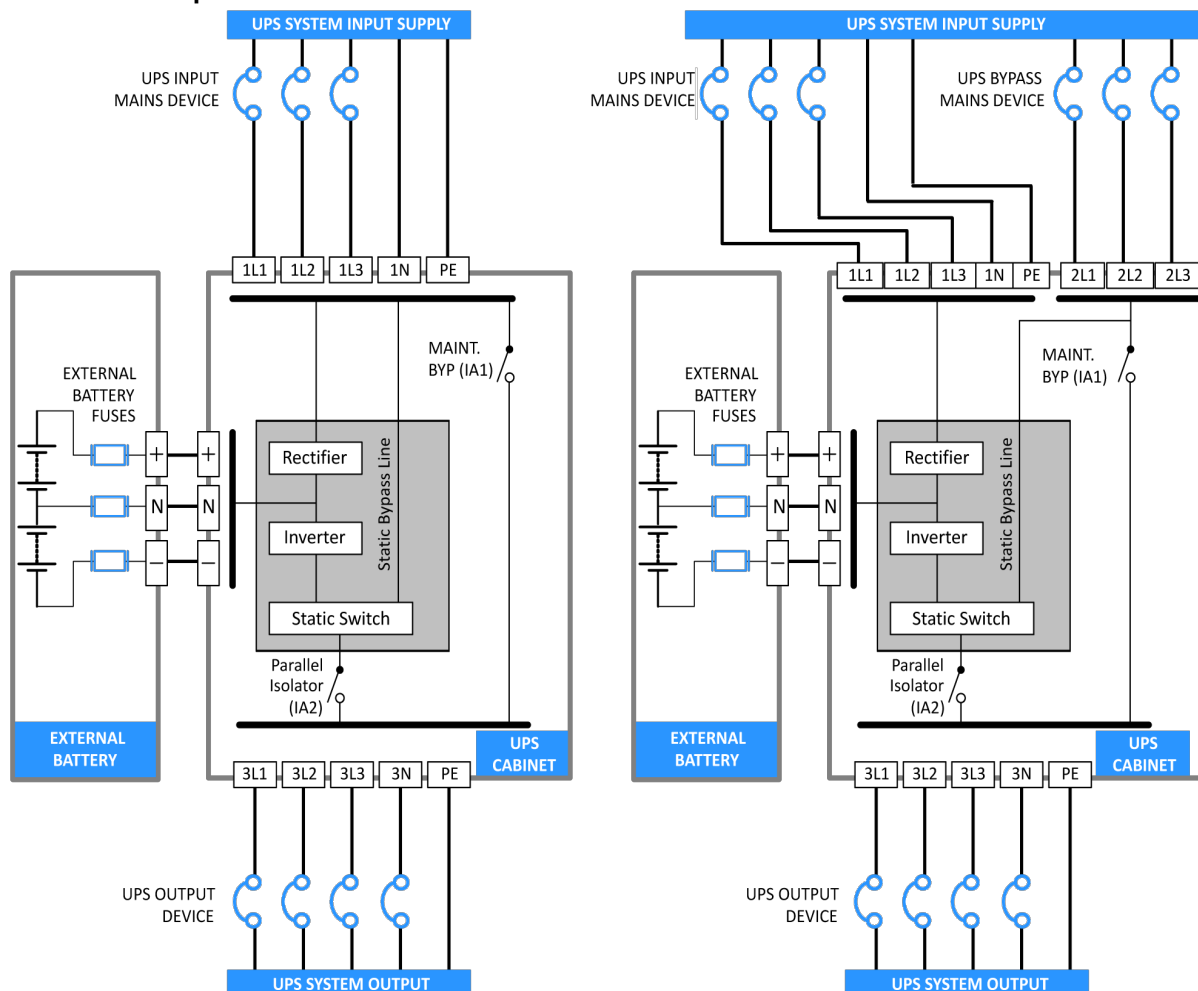 UPS SYSTEM INPUT SUPPLY
UPS INPUT
MAINS DEVICE
1L1 1L2 1L3 1N PE
MAINT.
BYP (IA1)
EXTERNAL
BATTERY
FUSES
+ +
N N
− −
Rectifier
Inverter
Static Bypass Line
Static Switch
Parallel
Isolator
(IA2)
EXTERNAL
BATTERY
UPS
CABINET
3L1 3L2 3L3 3N PE
UPS OUTPUT
DEVICE
UPS SYSTEM OUTPUT
UPS SYSTEM INPUT SUPPLY
UPS INPUT
MAINS DEVICE
UPS BYPASS
MAINS DEVICE
1L1 1L2 1L3 1N PE 2L1 2L2 2L3
MAINT.
BYP (IA1)
EXTERNAL
BATTERY
FUSES
+ +
N N
− −
Rectifier
Inverter
Static Bypass Line
Static Switch
Parallel
Isolator
(IA2)
EXTERNAL
BATTERY
UPS
CABINET
3L1 3L2 3L3 3N PE
UPS OUTPUT
DEVICE
UPS SYSTEM OUTPUT